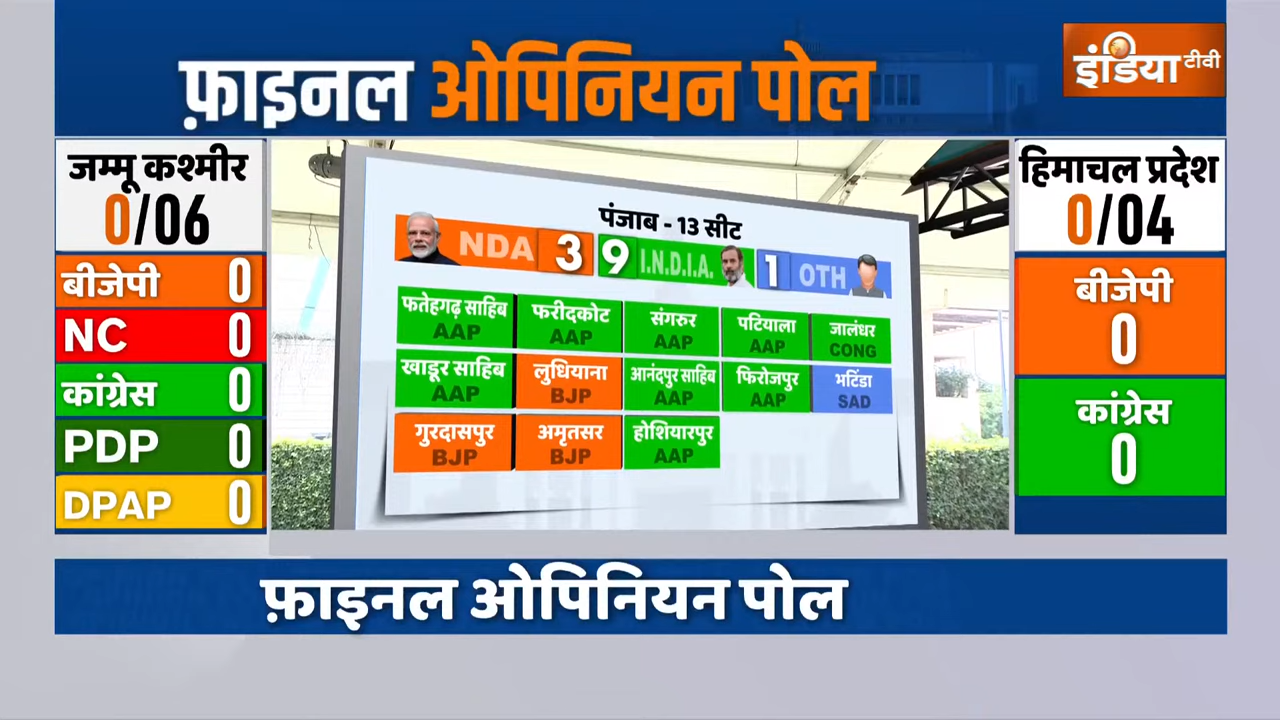 फ़ाइनल ओपिनियन पोल
इंडिया टीवी
जम्मू कश्मीर
0/06
बीजेपी 0
NC 0
कांग्रेस 0
PDP 0
DPAP 0
पंजाब - 13 सीट
NDA 3 9 I.N.D.I.A. 1 OTH
फतेहगढ़ साहिब फरीदकोट संगरुर पटियाला जालंधर
AAP AAP AAP AAP CONG
खाडूर साहिब लुधियाना आनंदपुर साहिब फिरोजपुर भटिंडा
AAP BJP AAP AAP SAD
गुरदासपुर अमृतसर होशियारपुर
BJP BJP AAP
हिमाचल प्रदेश
0/04
बीजेपी
0
कांग्रेस
0
फ़ाइनल ओपिनियन पोल